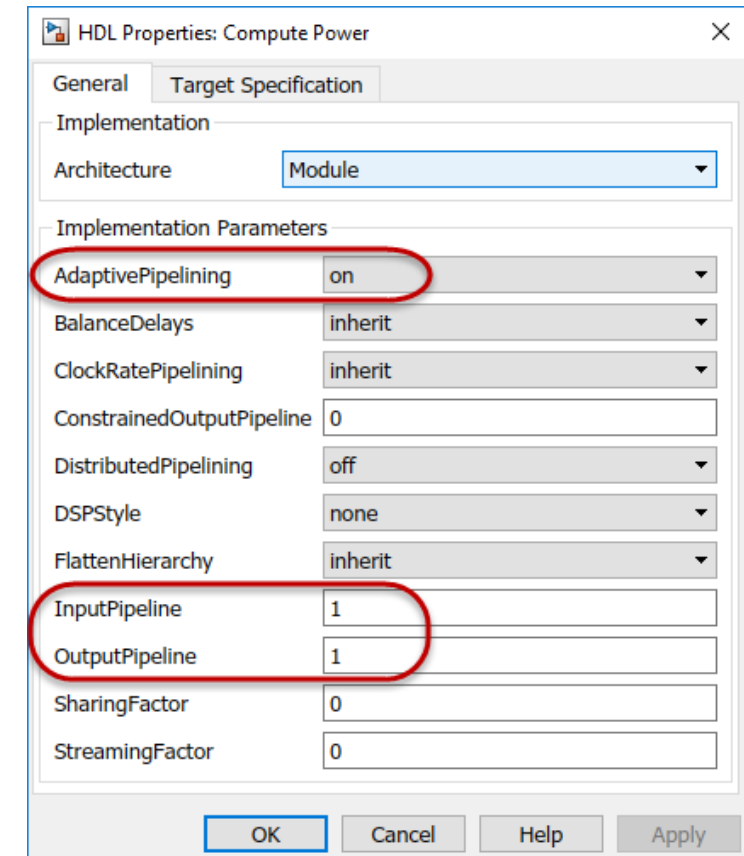 HDL Properties: Compute Power
General Target Specification
Implementation
Architecture Module
Implementation Parameters
AdaptivePipelining on
BalanceDelays inherit
ClockRatePipelining inherit
ConstrainedOutputPipeline 0
DistributedPipelining off
DSPStyle none
FlattenHierarchy inherit
InputPipeline 1
OutputPipeline 1
SharingFactor 0
StreamingFactor 0
OK Cancel Help Apply